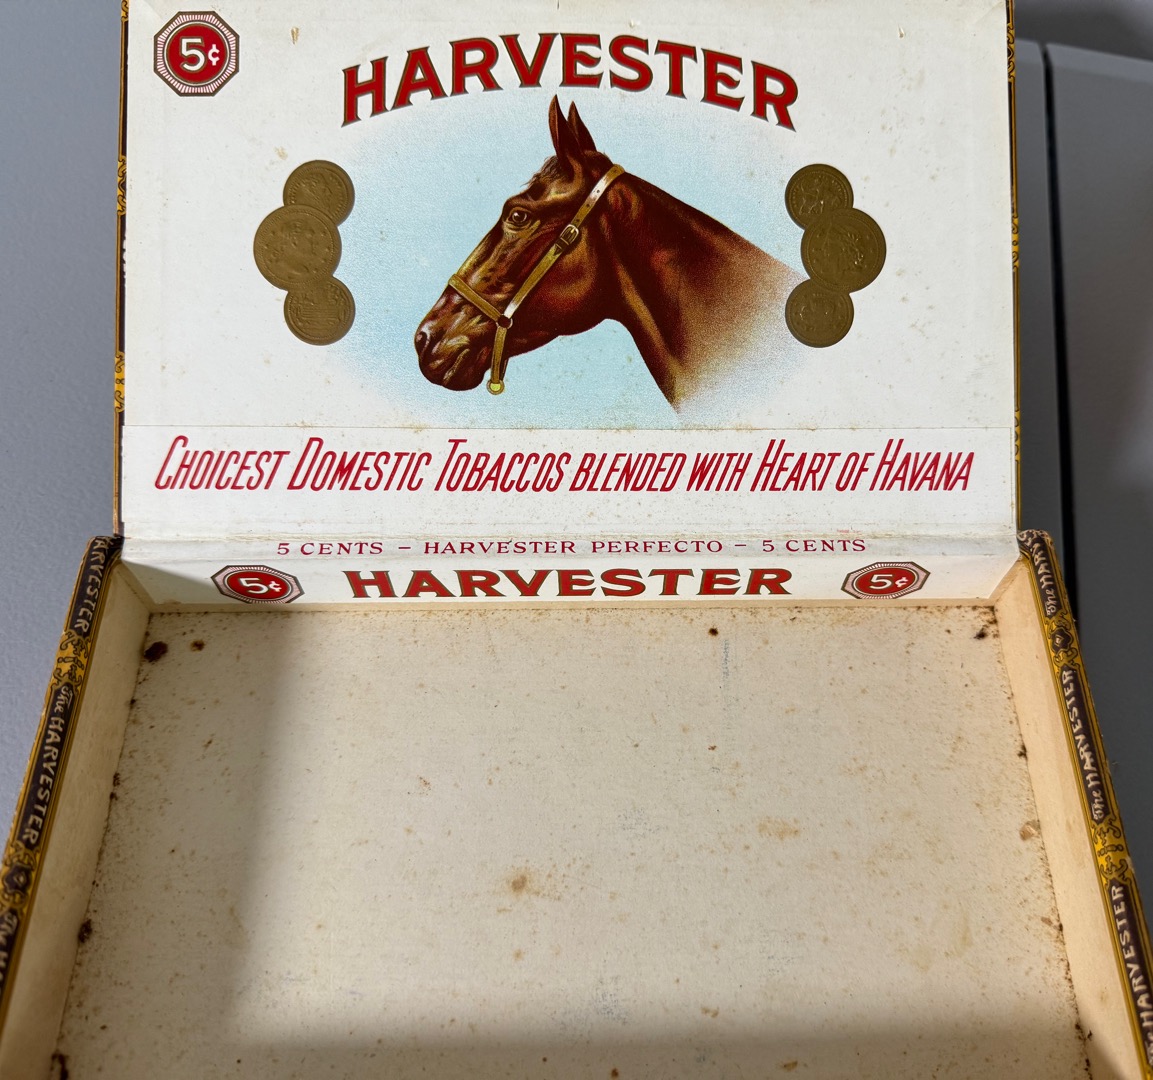 5¢
HARVESTER
CHOICEST DOMESTIC TOBACCOS BLENDED WITH HEART OF HAVANA
5 CENTS – HARVESTER PERFECTO – 5 CENTS
5¢ HARVESTER 5¢
HARVESTER
The HARVESTER
The
The HARVESTER
HARVESTER